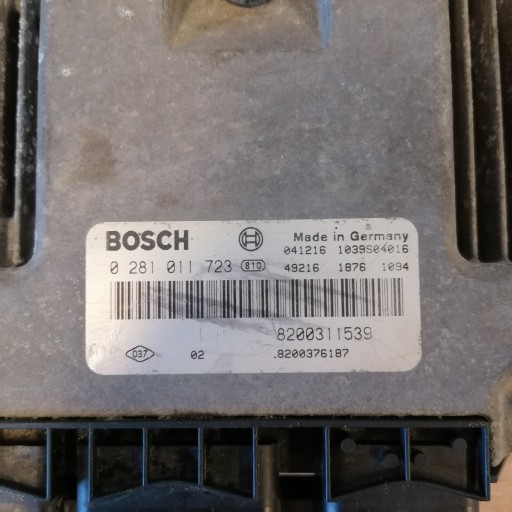 BOSCH Made in Germany
041216 1039S04016
0 281 011 723 810 49216 1876 1094
8200311539
037 02 .8200376187